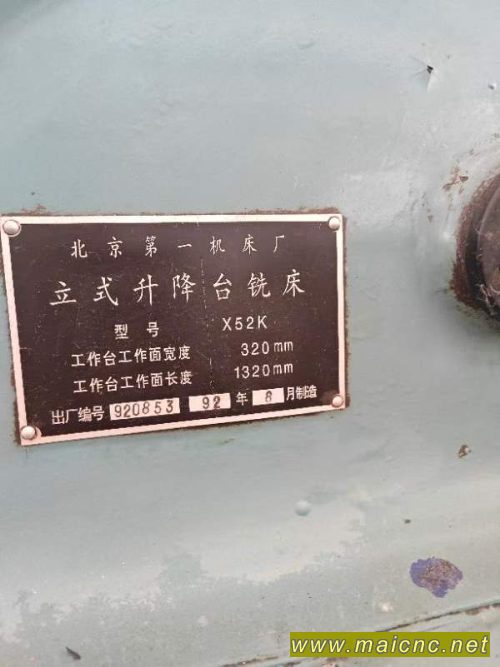 北京第一机床厂
立式升降台铣床
型号 X52K
工作台工作面宽度 320mm
工作台工作面长度 1320mm
出厂编号 920853 92 年 8 月制造
www.maicnc.net